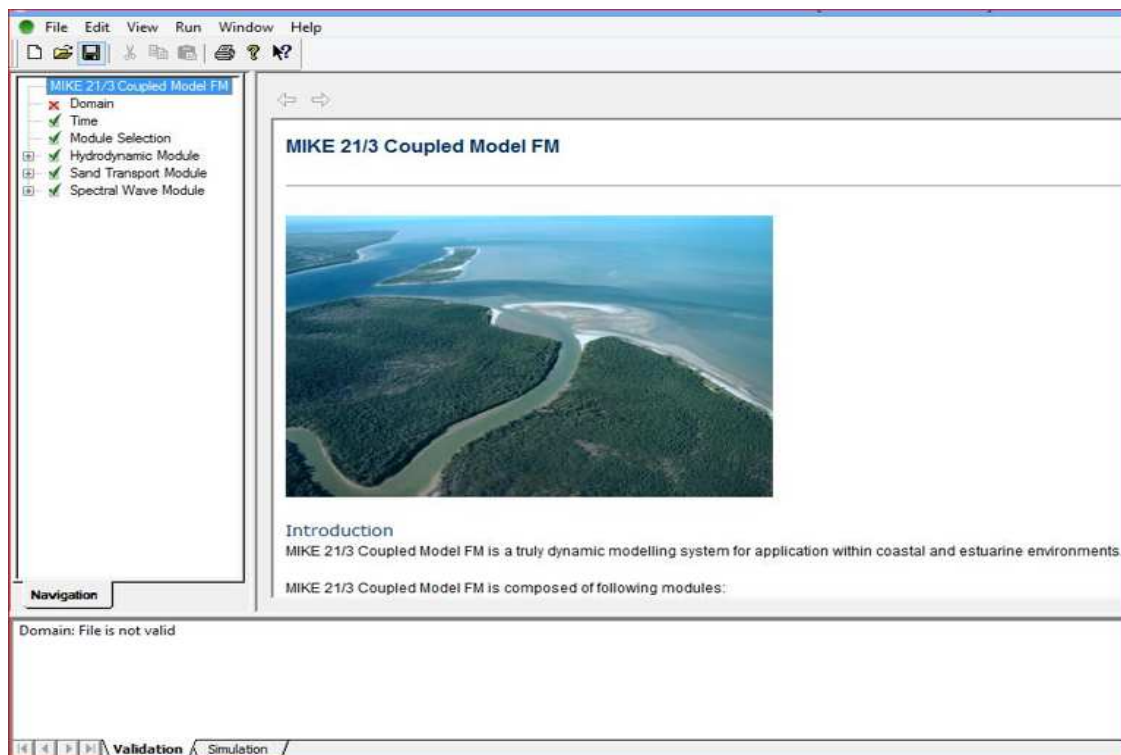 File Edit View Run Window Help
MIKE 21/3 Coupled Model FM
Domain
Time
Module Selection
Hydrodynamic Module
Sand Transport Module
Spectral Wave Module
Navigation
MIKE 21/3 Coupled Model FM
Introduction
MIKE 21/3 Coupled Model FM is a truly dynamic modelling system for application within coastal and estuarine environments
MIKE 21/3 Coupled Model FM is composed of following modules:
Domain: File is not valid
Validation Simulation